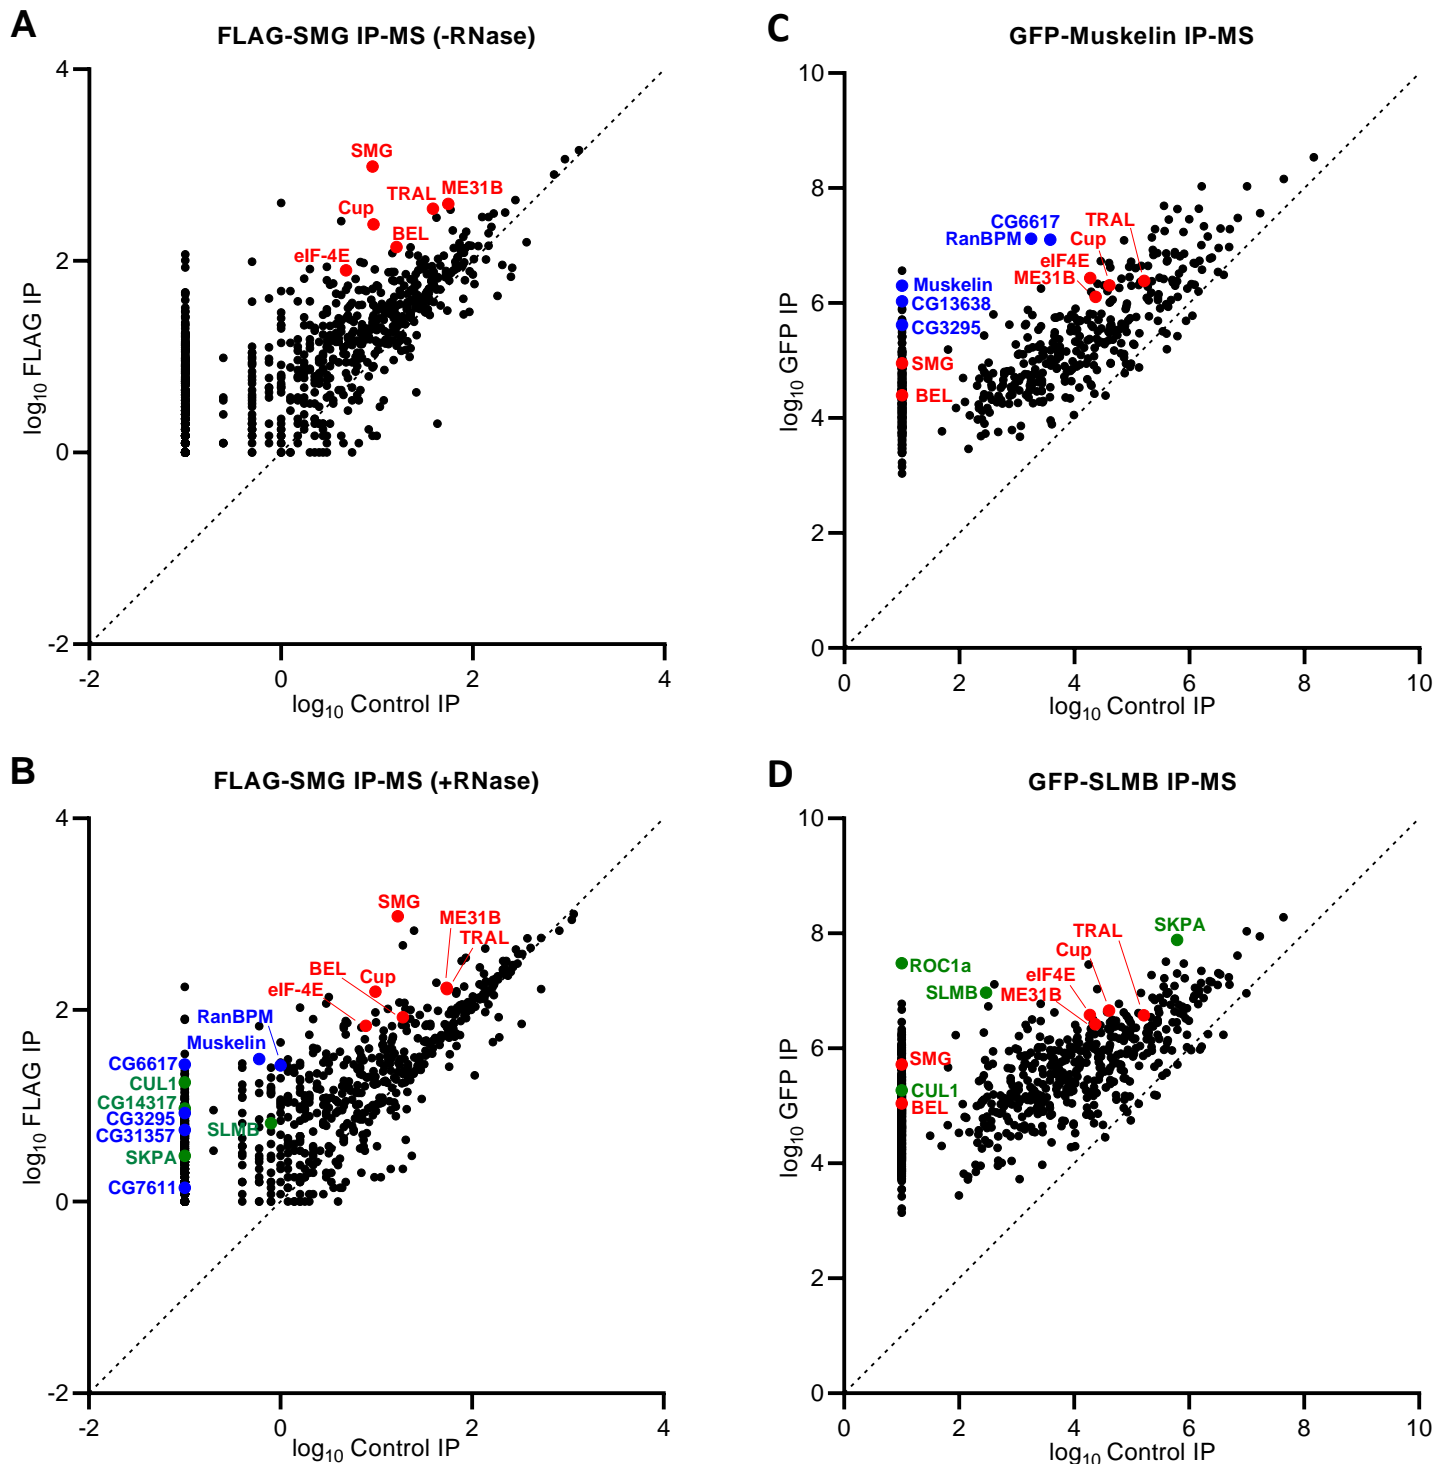 A
FLAG-SMG IP-MS (-RNase)
4
2
0
-2
-2
0
2
4
log10 FLAG IP
log10 Control IP
SMG
TRAL
ME31B
Cup
BEL
eIF-4E
C
GFP-Muskelin IP-MS
10
8
6
4
2
0
0
2
4
6
8
10
log10 GFP IP
log10 Control IP
CG6617
TRAL
RanBPM
Cup
eIF4E
ME31B
Muskelin
CG13638
CG3295
SMG
BEL
B
FLAG-SMG IP-MS (+RNase)
4
2
0
-2
-2
0
2
4
log10 FLAG IP
log10 Control IP
SMG
ME31B
TRAL
BEL
Cup
eIF-4E
RanBPM
Muskelin
CG6617
CUL1
CG14317
CG3295
SLMB
CG31357
SKPA
CG7611
D
GFP-SLMB IP-MS
10
8
6
4
2
0
0
2
4
6
8
10
log10 GFP IP
log10 Control IP
SKPA
TRAL
Cup
ROC1a
eIF4E
SLMB
ME31B
SMG
CUL1
BEL